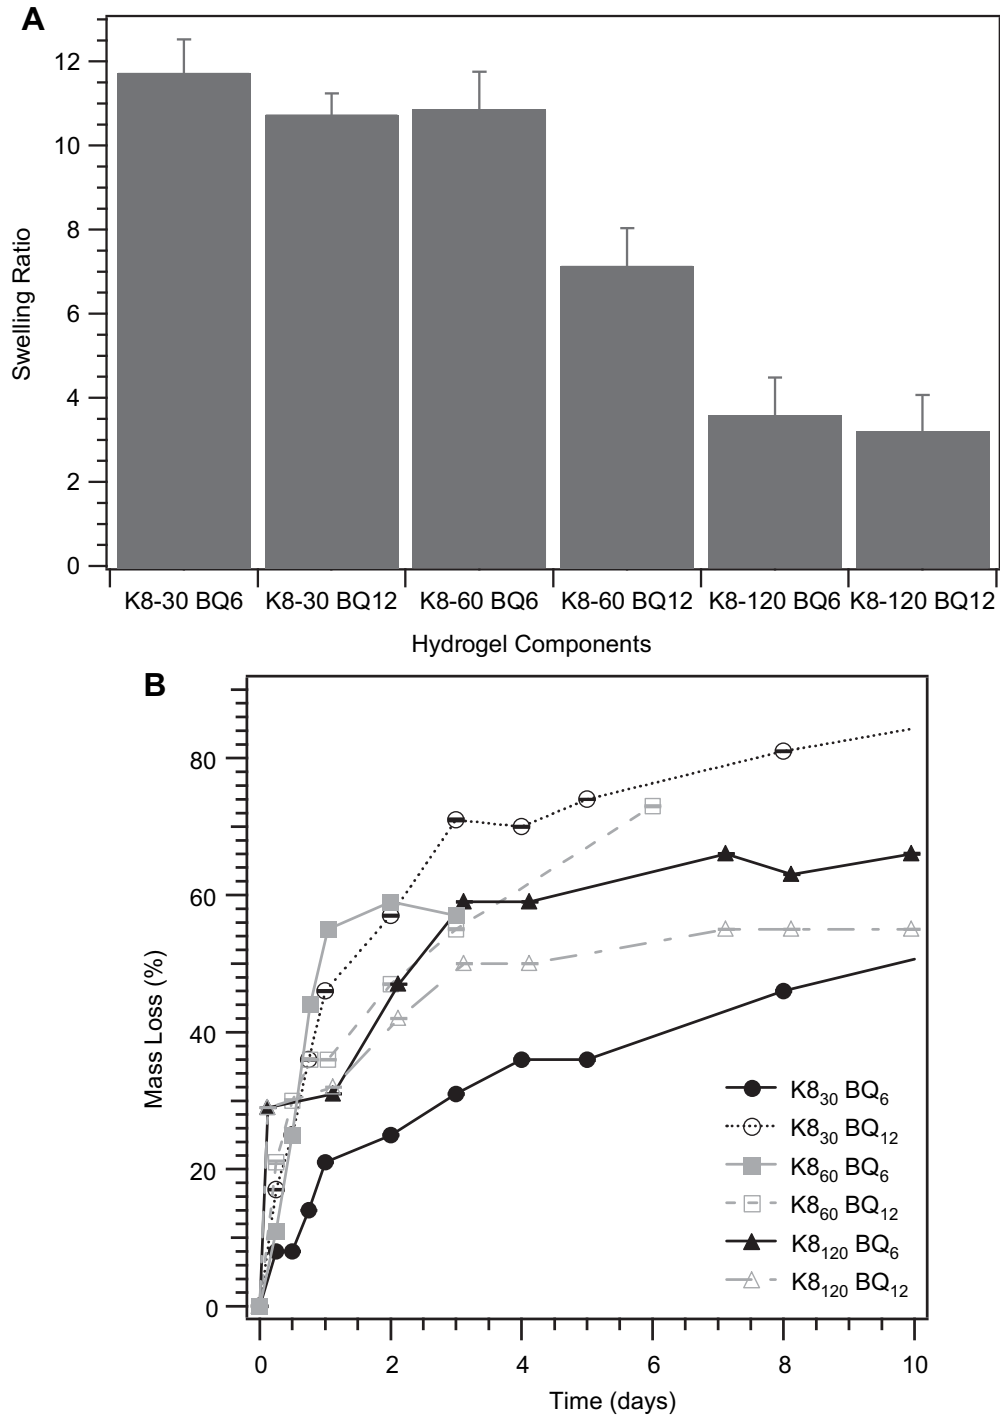 A
12
10
8
6
4
2
0
Swelling Ratio
K8-30 BQ6 K8-30 BQ12 K8-60 BQ6 K8-60 BQ12 K8-120 BQ6 K8-120 BQ12
Hydrogel Components
B
80
60
40
20
0
Mass Loss (%)
K8₃₀ BQ₆
K8₃₀ BQ₁₂
K8₆₀ BQ₆
K8₆₀ BQ₁₂
K8₁₂₀ BQ₆
K8₁₂₀ BQ₁₂
0 2 4 6 8 10
Time (days)